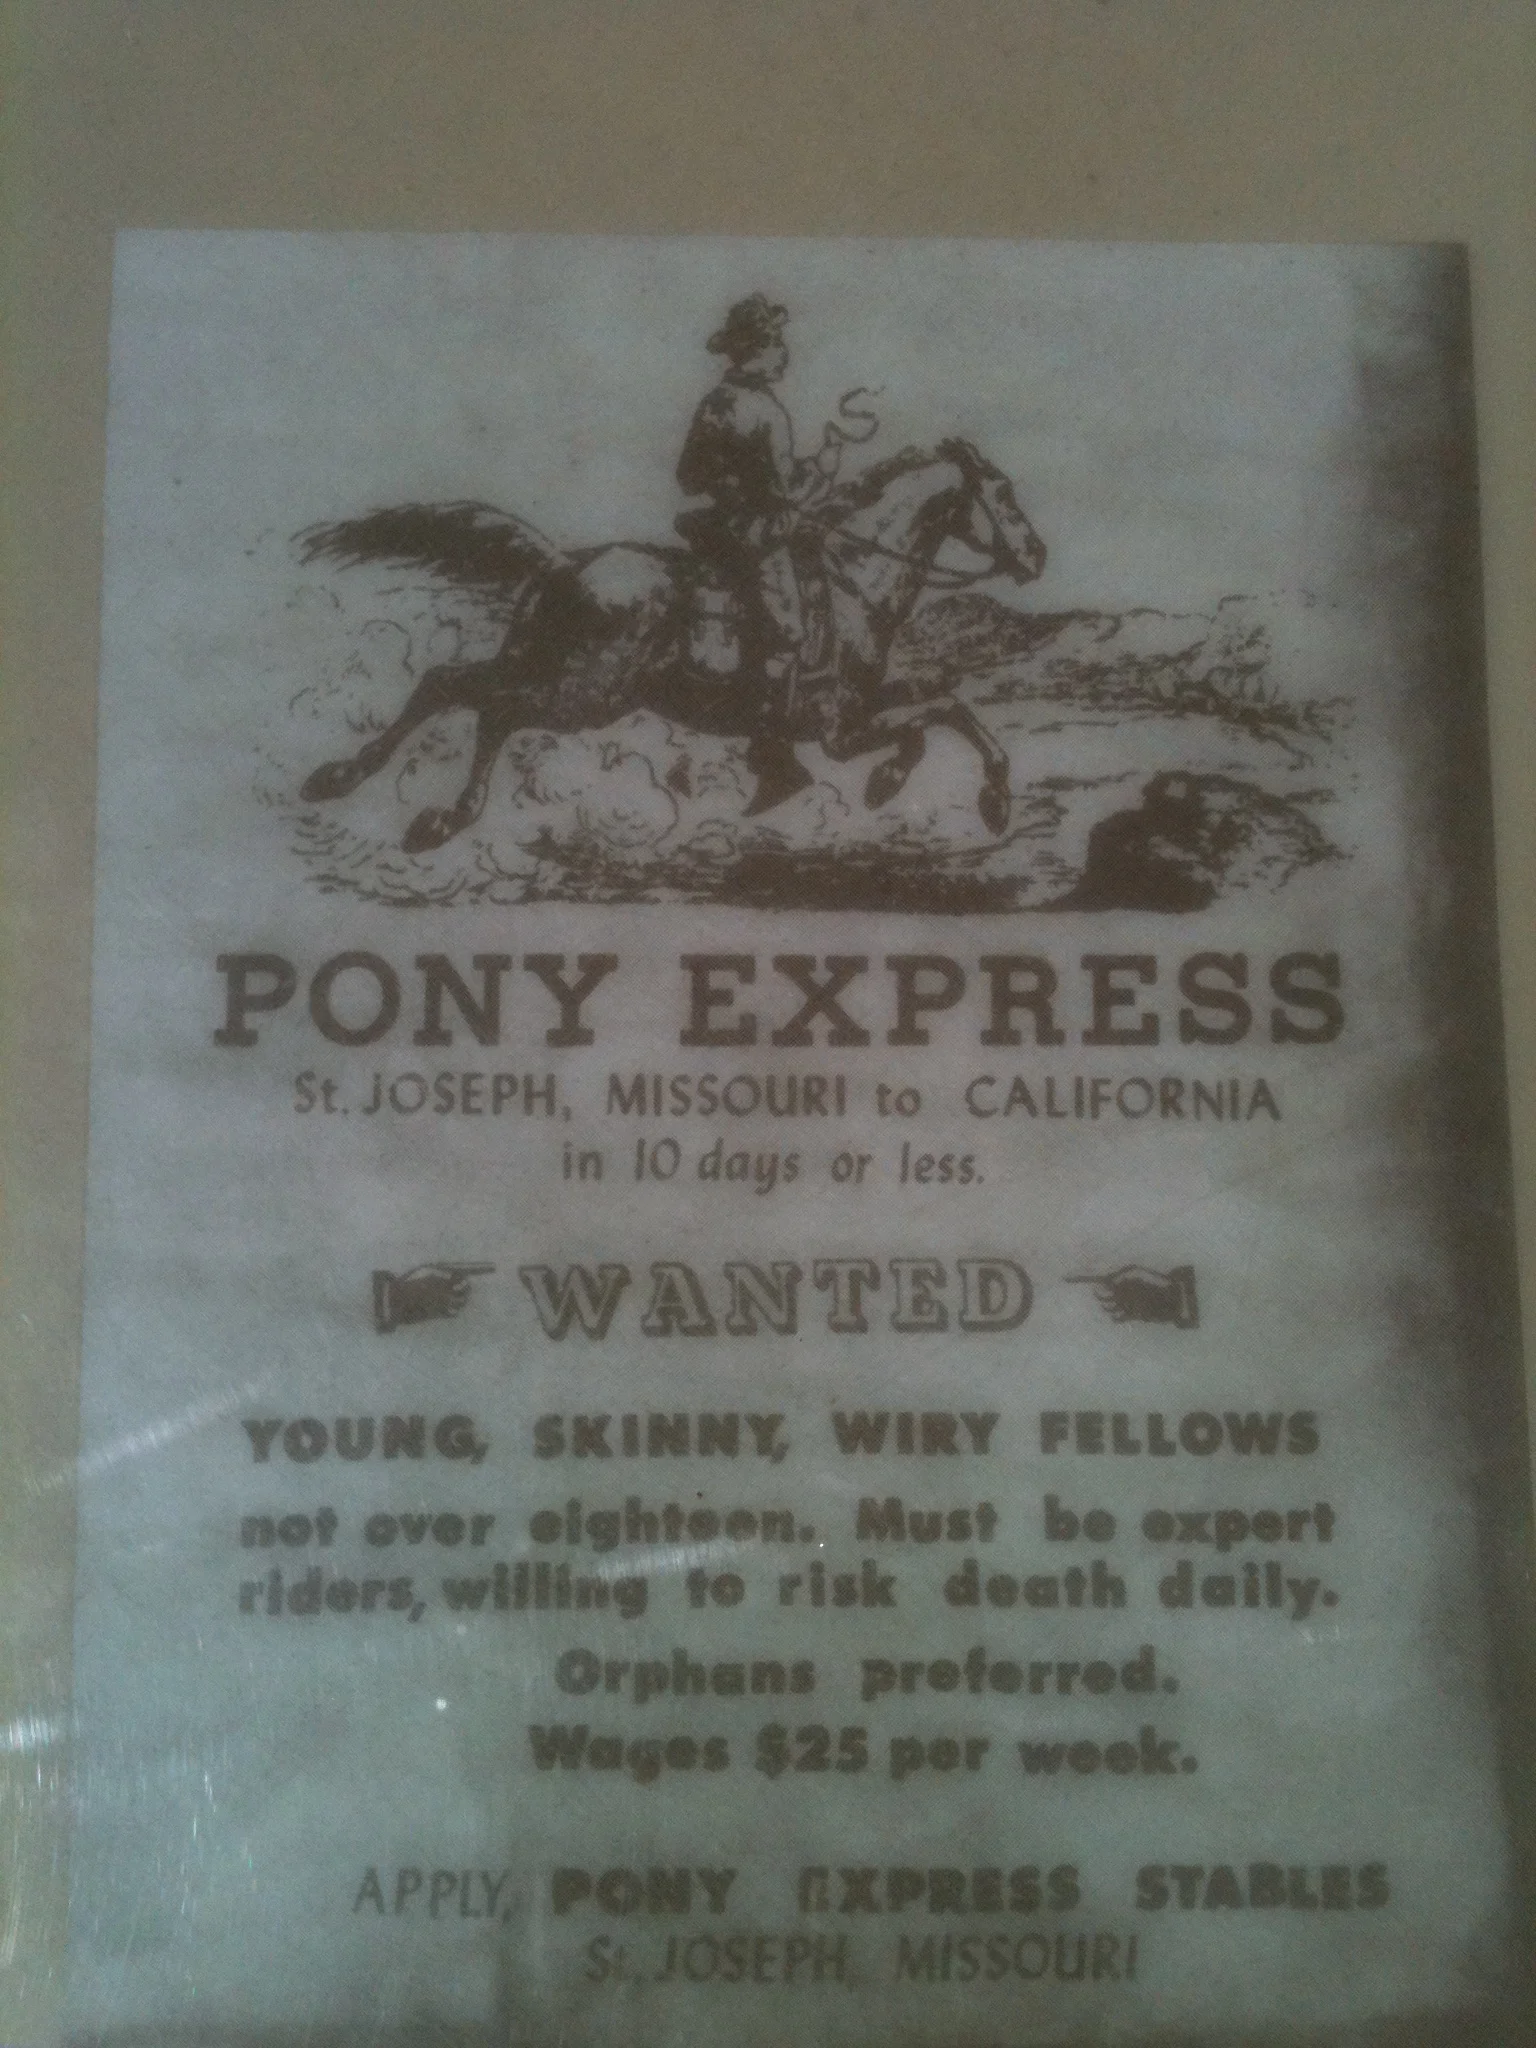 PONY EXPRESS
St. JOSEPH, MISSOURI to CALIFORNIA
in 10 days or less.
WANTED
YOUNG, SKINNY, WIRY FELLOWS
not over eighteen. Must be expert
riders, willing to risk death daily.
Orphans preferred.
Wages $25 per week.
APPLY, PONY EXPRESS STABLES
St. JOSEPH, MISSOURI